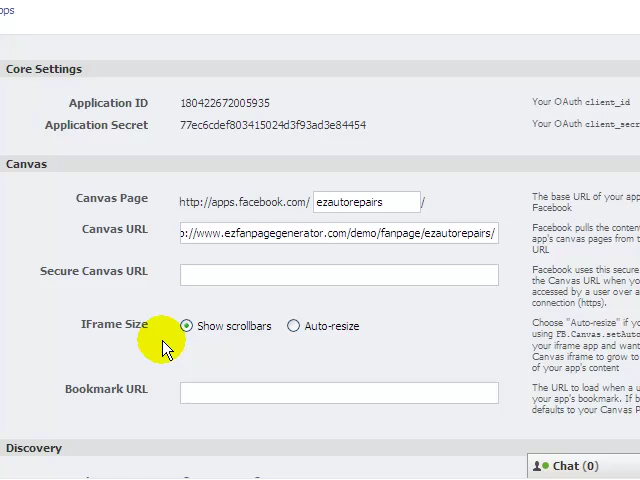 pps
Core Settings
Application ID 180422672005935 Your OAuth client_id
Application Secret 77ec6cdef803415024d3f93ad3e84454 Your OAuth client_secr
Canvas
Canvas Page http://apps.facebook.com/ ezautorepairs / The base URL of your app
Facebook
Canvas URL p://www.ezfanpagegenerator.com/demo/fanpage/ezautorepairs/ Facebook pulls the content
app's canvas pages from t
URL
Secure Canvas URL Facebook uses this secure
the Canvas URL when you
accessed by a user over a
connection (https).
IFrame Size Show scrollbars Auto-resize Choose "Auto-resize" if yo
using FB.Canvas.setAuto
your iframe app and want
Canvas iframe to grow to
of your app's content
Bookmark URL The URL to load when a u
your app's bookmark. If b
defaults to your Canvas P
Discovery
Chat (0)